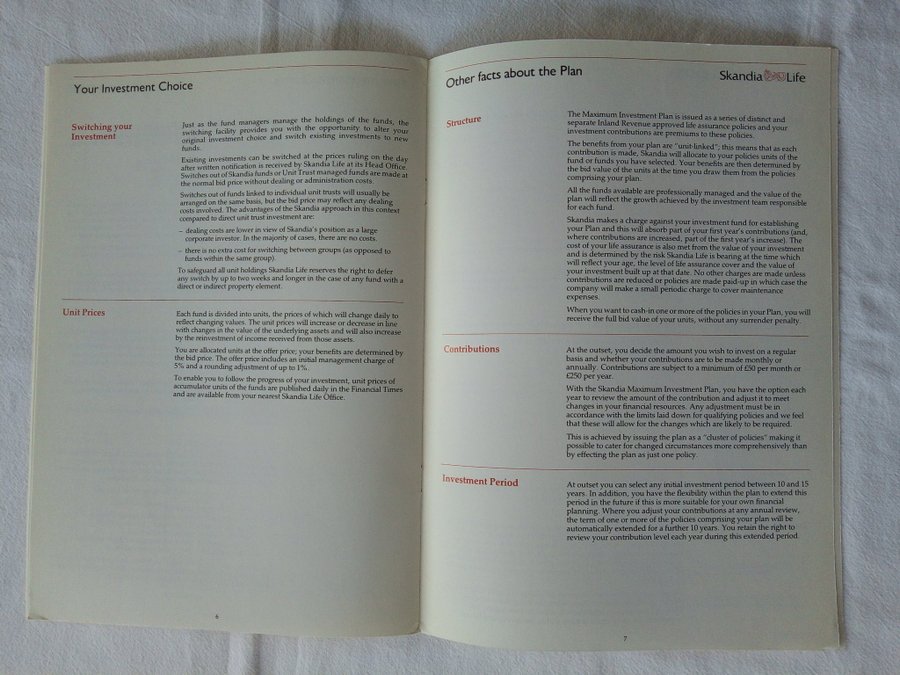 Your Investment Choice
Switching your
Investment
Just as the fund managers manage the holdings of the funds, the
switching facility provides you with the opportunity to alter your
original investment choice and switch existing investments to new
funds.
Existing investments can be switched at the prices ruling on the day
after written notification is received by Skandia Life at its Head Office.
Switches out of Skandia funds or Unit Trust managed funds are made at
the normal bid price without dealing or administration costs.
Switches out of funds linked to individual unit trusts will usually be
arranged on the same basis, but the bid price may reflect any dealing
costs involved. The advantages of the Skandia approach in this context
compared to direct unit trust investment are:
– dealing costs are lower in view of Skandia's position as a large
corporate investor. In the majority of cases, there are no costs.
– there is no extra cost for switching between groups (as opposed to
funds within the same group).
To safeguard all unit holdings Skandia Life reserves the right to defer
any switch by up to two weeks and longer in the case of any fund with a
direct or indirect property element.
Unit Prices
Each fund is divided into units, the prices of which will change daily to
reflect changing values. The unit prices will increase or decrease in line
with changes in the value of the underlying assets and will also increase
by the reinvestment of income received from those assets.
You are allocated units at the offer price; your benefits are determined by
the bid price. The offer price includes an initial management charge of
5% and a rounding adjustment of up to 1%.
To enable you to follow the progress of your investment, unit prices of
accumulator units of the funds are published daily in the Financial Times
and are available from your nearest Skandia Life Office.
6
Other facts about the Plan
Skandia Life
Structure
The Maximum Investment Plan is issued as a series of distinct and
separate Inland Revenue approved life assurance policies and your
investment contributions are premiums to these policies.
The benefits from your plan are "unit-linked"; this means that as each
contribution is made, Skandia will allocate to your policies units of the
fund or funds you have selected. Your benefits are then determined by
the bid value of the units at the time you draw them from the policies
comprising your plan.
All the funds available are professionally managed and the value of the
plan will reflect the growth achieved by the investment team responsible
for each fund.
Skandia makes a charge against your investment fund for establishing
your Plan and this will absorb part of your first year's contributions (and,
where contributions are increased, part of the first year's increase). The
cost of your life assurance is also met from the value of your investment
and is determined by the risk Skandia Life is bearing at the time which
will reflect your age, the level of life assurance cover and the value of
your investment built up at that date. No other charges are made unless
contributions are reduced or policies are made paid-up in which case the
company will make a small periodic charge to cover maintenance
expenses.
When you want to cash-in one or more of the policies in your Plan, you will
receive the full bid value of your units, without any surrender penalty.
Contributions
At the outset, you decide the amount you wish to invest on a regular
basis and whether your contributions are to be made monthly or
annually. Contributions are subject to a minimum of £50 per month or
£250 per year.
With the Skandia Maximum Investment Plan, you have the option each
year to review the amount of the contribution and adjust it to meet
changes in your financial resources. Any adjustment must be in
accordance with the limits laid down for qualifying policies and we feel
that these will allow for the changes which are likely to be required.
This is achieved by issuing the plan as a "cluster of policies" making it
possible to cater for changed circumstances more comprehensively than
by effecting the plan as just one policy.
Investment Period
At outset you can select any initial investment period between 10 and 15
years. In addition, you have the flexibility within the plan to extend this
period in the future if this is more suitable for your own financial
planning. Where you adjust your contributions at any annual review,
the term of one or more of the policies comprising your plan will be
automatically extended for a further 10 years. You retain the right to
review your contribution level each year during this extended period
7